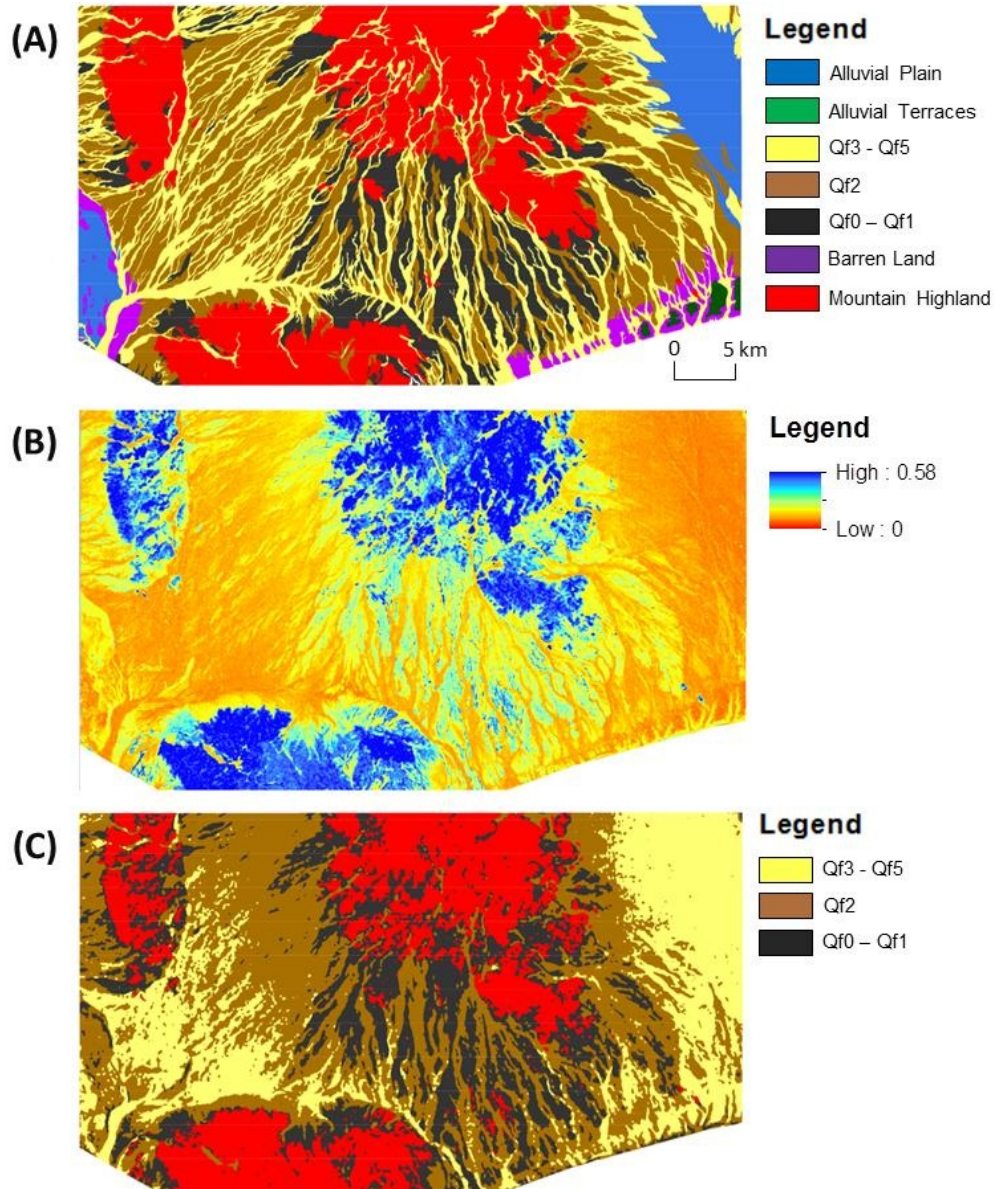 (A)
Legend
Alluvial Plain
Alluvial Terraces
Qf3 - Qf5
Qf2
Qf0 – Qf1
Barren Land
Mountain Highland
0 5 km
(B)
Legend
High : 0.58
Low : 0
(C)
Legend
Qf3 - Qf5
Qf2
Qf0 – Qf1